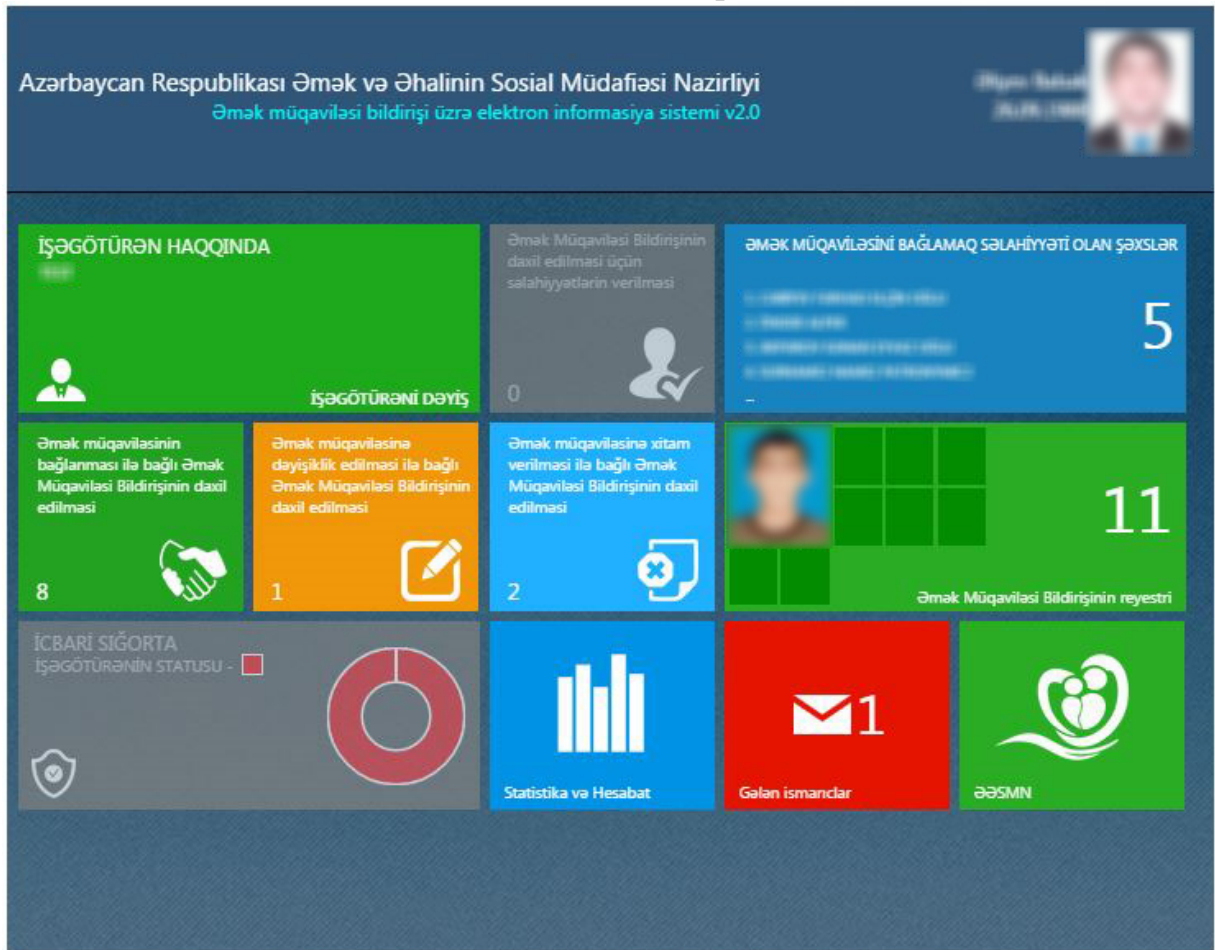 Azərbaycan Respublikası Əmək və Əhalinin Sosial Müdafiəsi Nazirliyi
Əmək müqaviləsi bildirişi üzrə elektron informasiya sistemi v2.0
İŞƏGÖTÜRƏN HAQQINDA
İŞƏGÖTÜRƏNİ DƏYİŞ
Əmək Müqaviləsi Bildirişinin
daxil edilməsi üçün
səlahiyyətlərin verilməsi
0
ƏMƏK MÜQAVİLƏSİNİ BAĞLAMAQ SƏLAHİYYƏTİ OLAN ŞƏXSLƏR
5
Əmək müqaviləsinin
bağlanması ilə bağlı Əmək
Müqaviləsi Bildirişinin daxil
edilməsi
8
Əmək müqaviləsinə
dəyişiklik edilməsi ilə bağlı
Əmək Müqaviləsi Bildirişinin
daxil edilməsi
1
Əmək müqaviləsinə xitam
verilməsi ilə bağlı Əmək
Müqaviləsi Bildirişinin daxil
edilməsi
2
11
Əmək Müqaviləsi Bildirişinin reyestri
İCBARİ SIĞORTA
İŞƏGÖTÜRƏNİN STATUSU -
Statistika və Hesabat
1
Gələn ismarıclar
ƏƏSMN